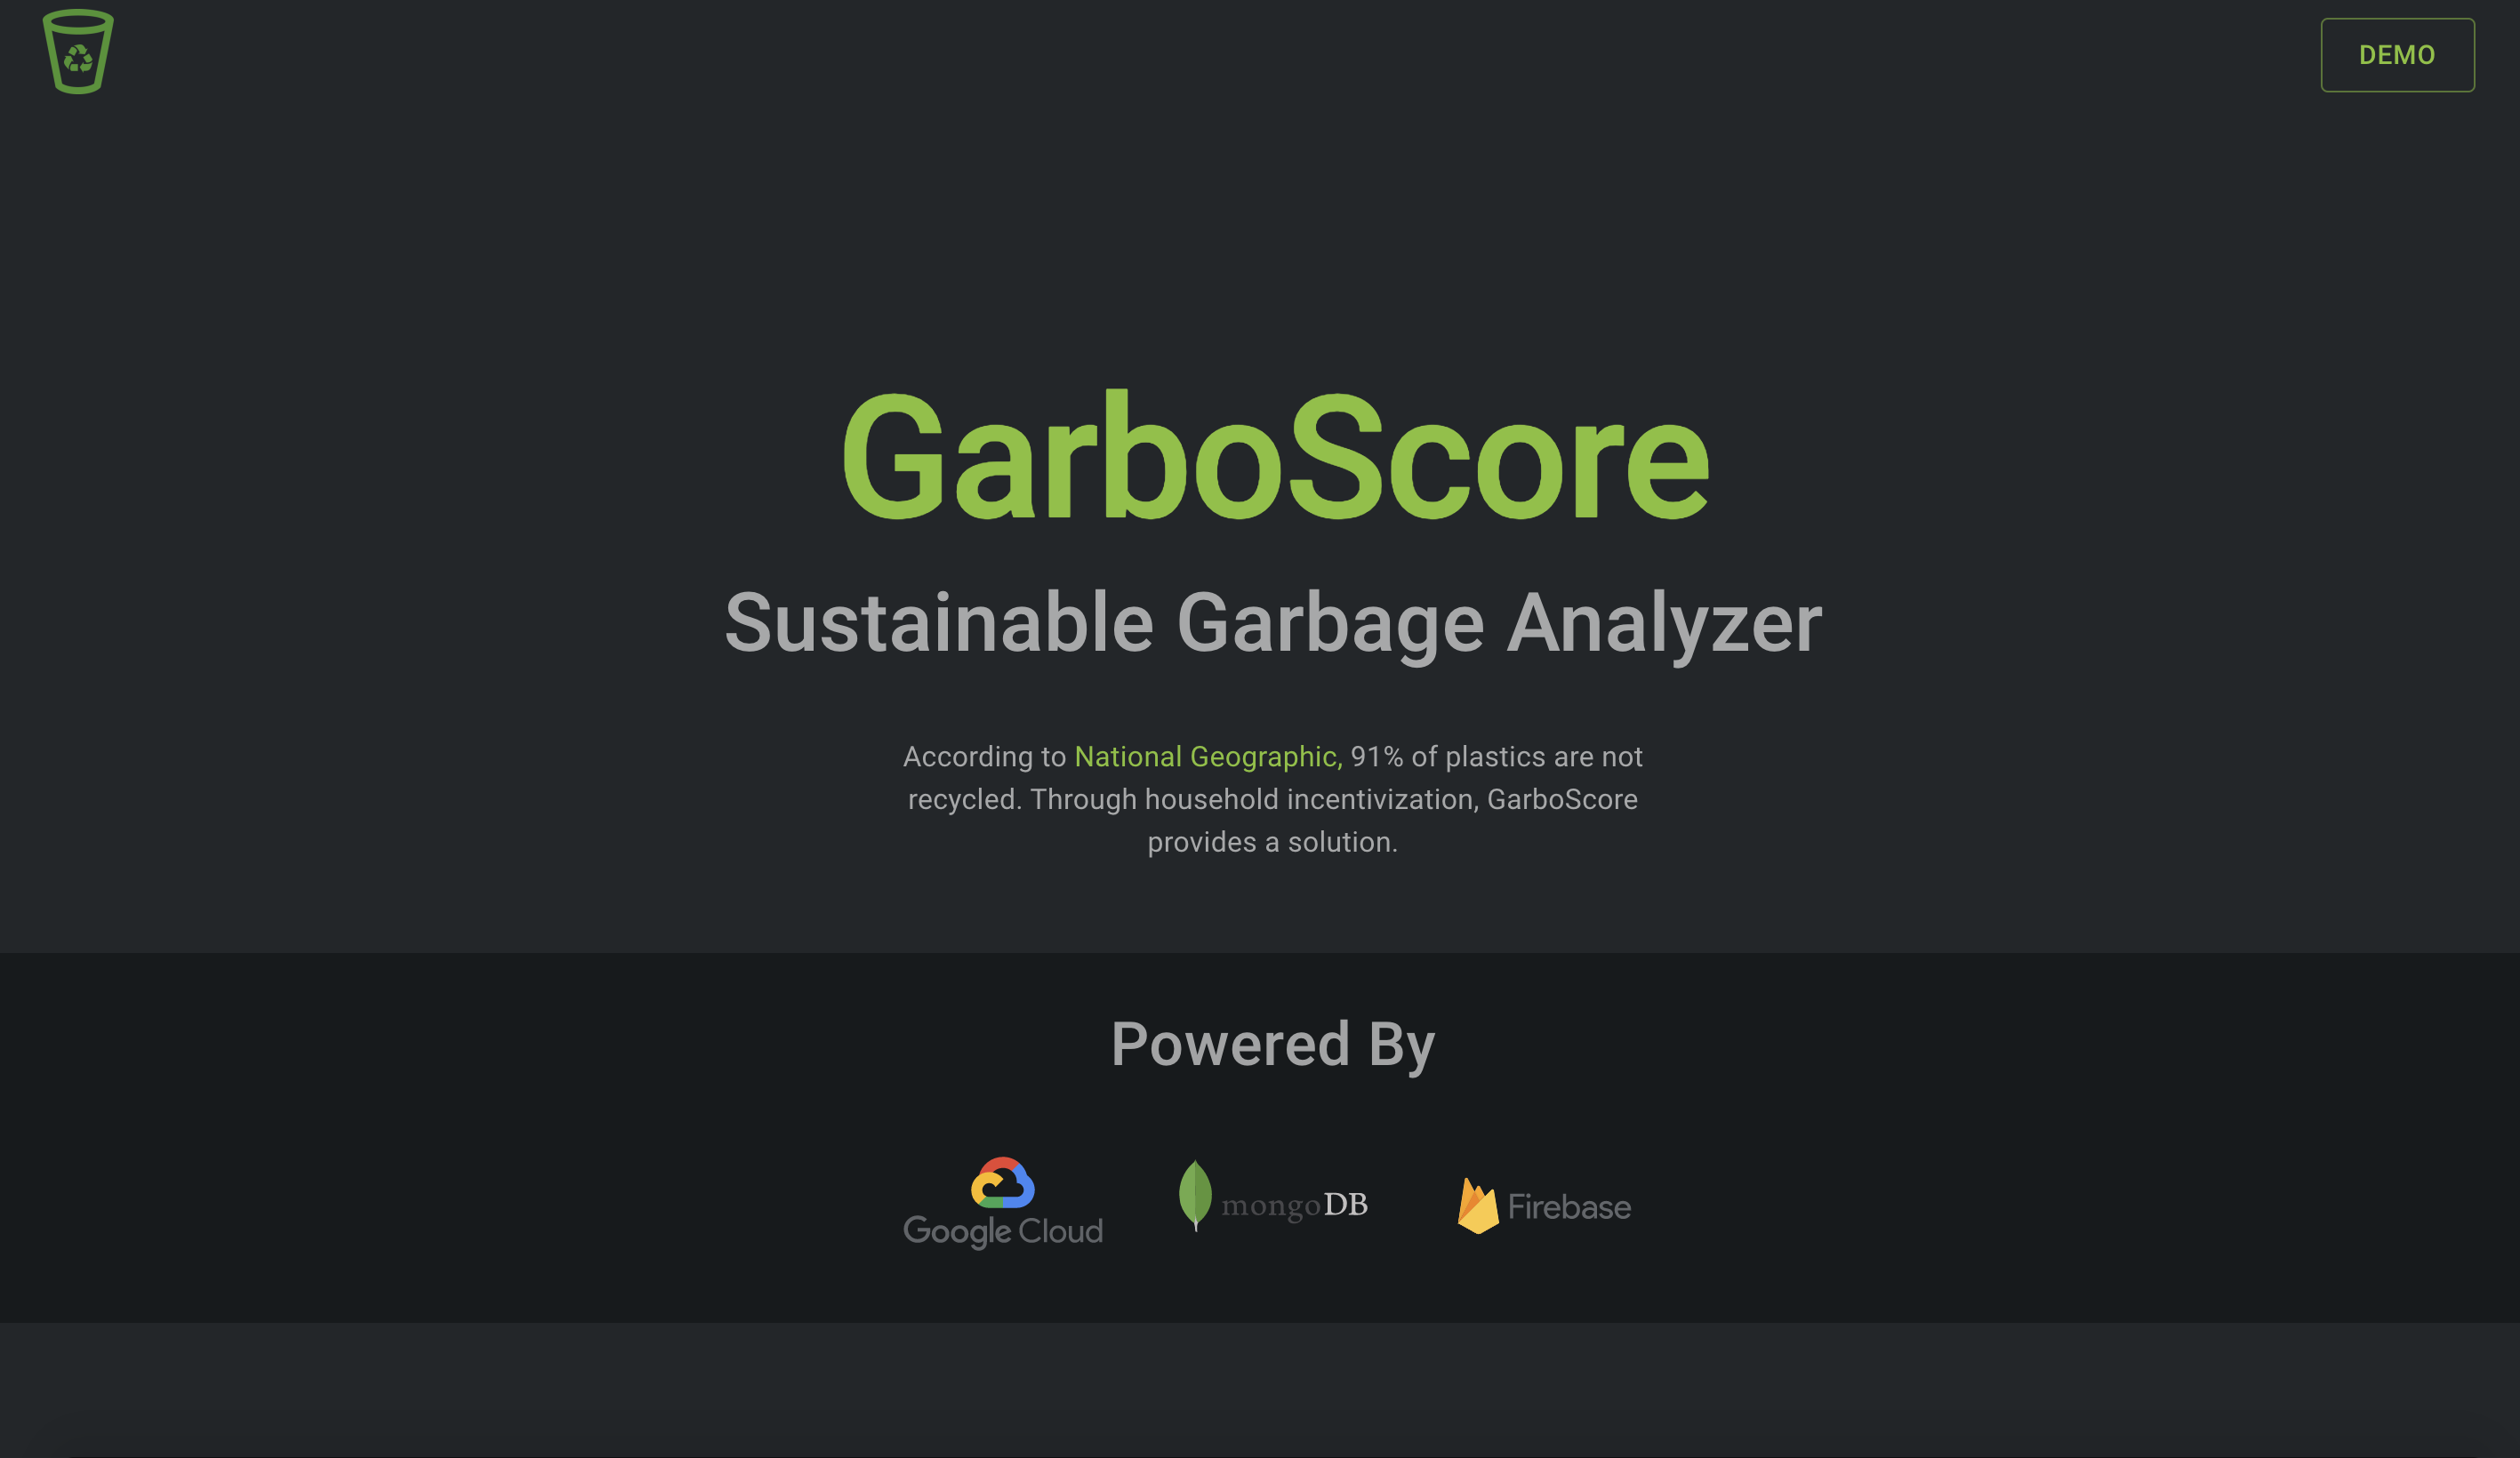 DEMO
GarboScore
Sustainable Garbage Analyzer
According to National Geographic, 91% of plastics are not
recycled. Through household incentivization, GarboScore
provides a solution.
Powered By
Google Cloud
mongoDB
Firebase